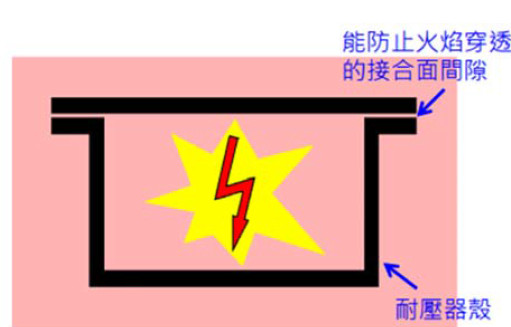 能防止火焰穿透
的接合面間隙
耐壓器殼